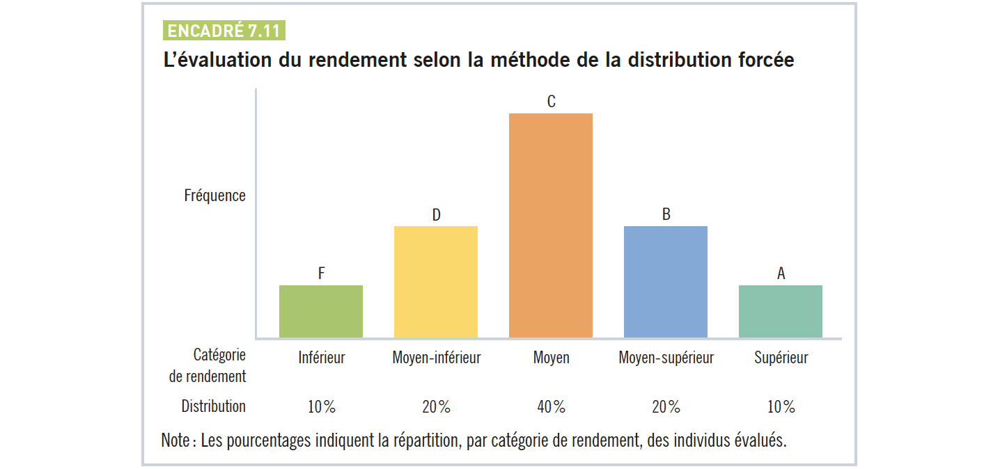 ENCADRÉ 7.11
L’évaluation du rendement selon la méthode de la distribution forcée
C
D
B
F
A
Fréquence
Catégorie de rendement
Inférieur Moyen-inférieur Moyen Moyen-supérieur Supérieur
Distribution 10 % 20 % 40 % 20 % 10 %
Note : Les pourcentages indiquent la répartition, par catégorie de rendement, des individus évalués.